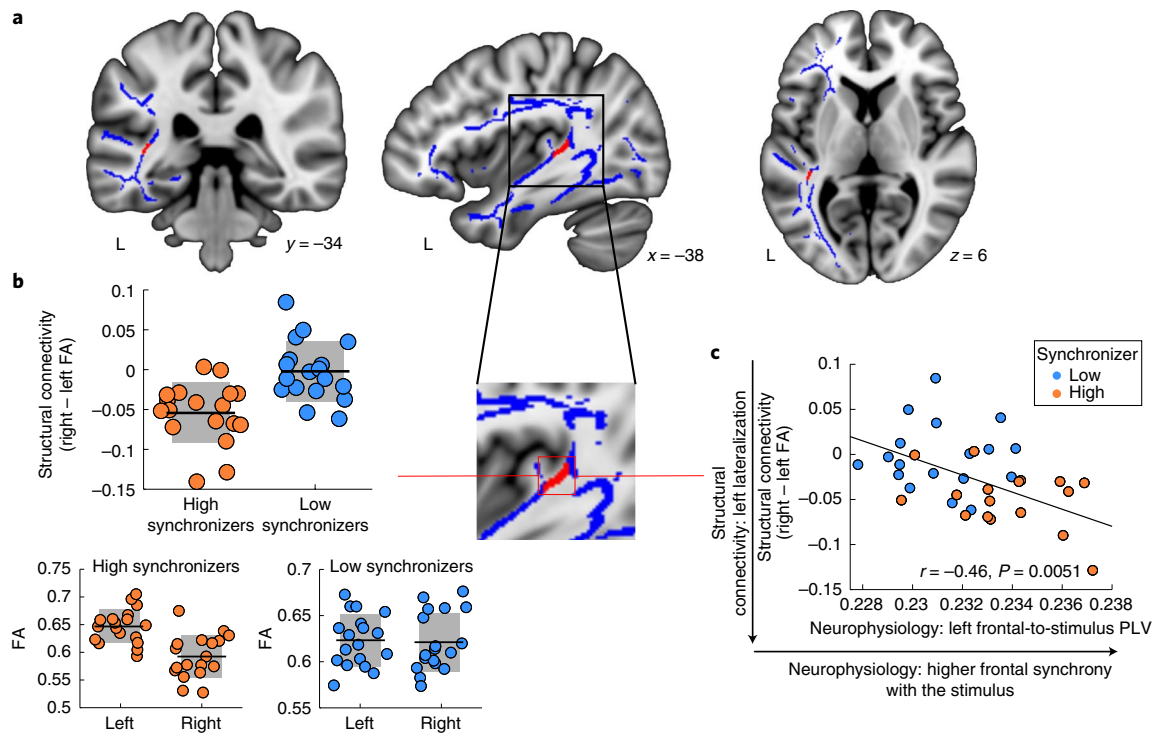 a
L
y = −34
L
x = −38
L
z = 6
b
Structural connectivity
(right – left FA)
0.1
0.05
0
−0.05
−0.1
−0.15
High
synchronizers
Low
synchronizers
High synchronizers
FA
0.75
0.7
0.65
0.6
0.55
0.5
Left
Right
Low synchronizers
FA
0.7
0.65
0.6
0.55
Left
Right
c
Synchronizer
Low
High
Structural
connectivity: left lateralization
Structural connectivity
(right – left FA)
0.1
0.05
0
−0.05
−0.1
−0.15
r = −0.46, P = 0.0051
0.228
0.23
0.232
0.234
0.236
0.238
Neurophysiology: left frontal-to-stimulus PLV
Neurophysiology: higher frontal synchrony
with the stimulus